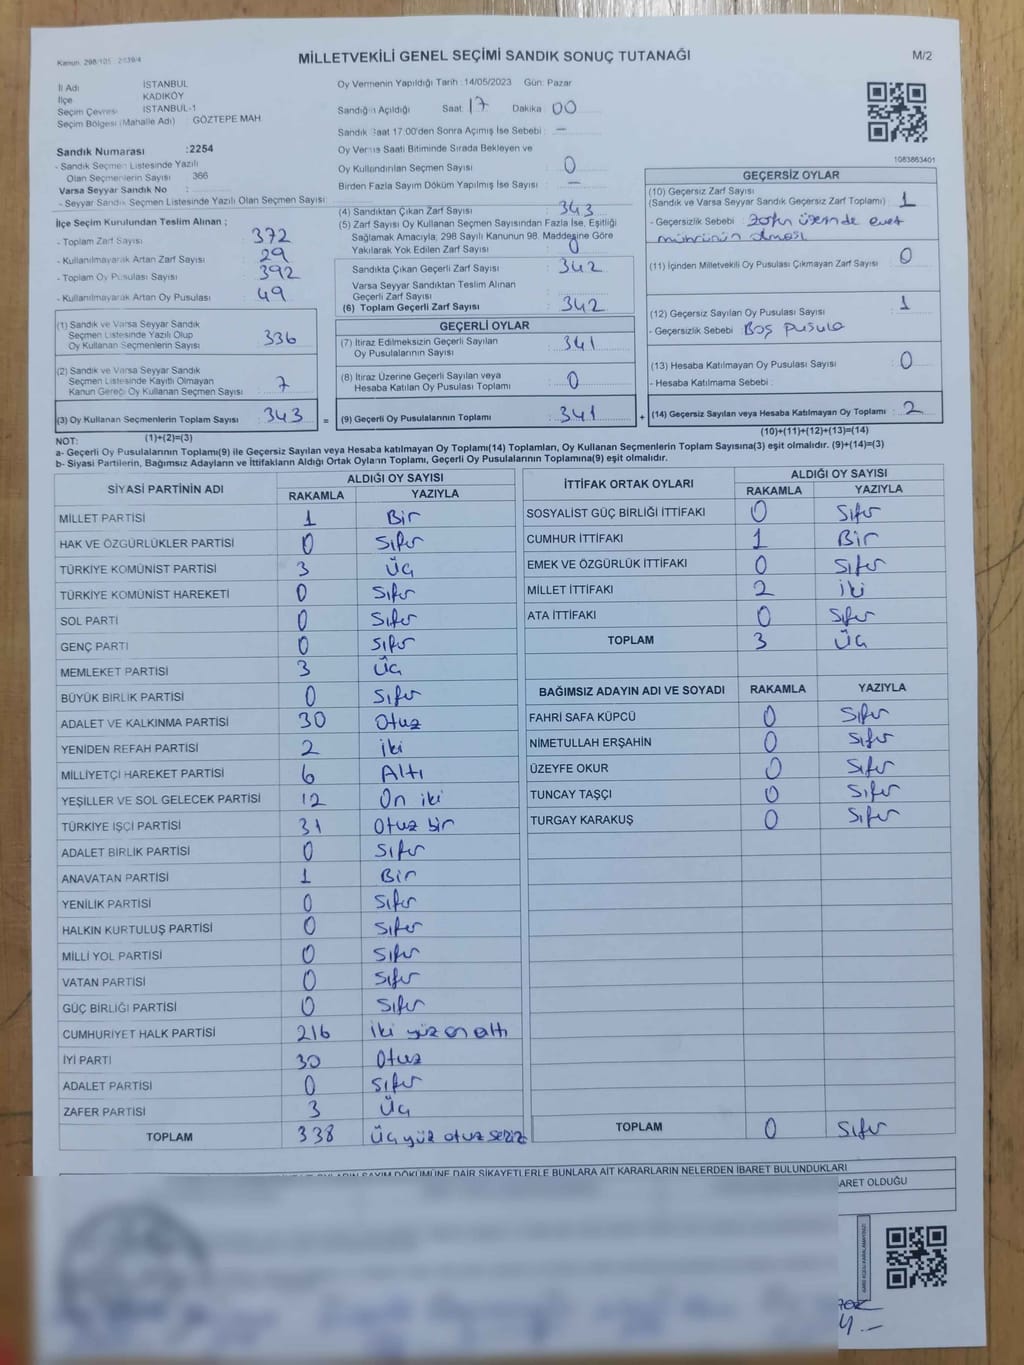 Kanun: 298/105 : 2839/4
MİLLETVEKİLİ GENEL SEÇİMİ SANDIK SONUÇ TUTANAĞI
M/2
İl Adı İSTANBUL
İlçe KADIKÖY
Seçim Çevresi İSTANBUL-1
Seçim Bölgesi (Mahalle Adı) : GÖZTEPE MAH.
Sandık Numarası :2254
- Sandık Seçmen Listesinde Yazılı
Olan Seçmenlerin Sayısı 366
Varsa Seyyar Sandık No :
- Seyyar Sandık Seçmen Listesinde Yazılı Olan Seçmen Sayısı :
İlçe Seçim Kurulundan Teslim Alınan ;
- Toplam Zarf Sayısı : 372
- Kullanılmayarak Artan Zarf Sayısı : 29
- Toplam Oy Pusulası Sayısı : 392
- Kullanılmayarak Artan Oy Pusulası : 49
(1) Sandık ve Varsa Seyyar Sandık
Seçmen Listesinde Yazılı Olup
Oy Kullanan Seçmenlerin Sayısı : 336
(2) Sandık ve Varsa Seyyar Sandık
Seçmen Listesinde Kayıtlı Olmayan
Kanun Gereği Oy Kullanan Seçmen Sayısı : 7
(3) Oy Kullanan Seçmenlerin Toplam Sayısı : 343
(1)+(2)=(3)
Oy Vermenin Yapıldığı Tarih : 14/05/2023 Gün: Pazar
Sandığın Açıldığı Saat : 17 Dakika 00
Sandık Saat 17:00'den Sonra Açımış İse Sebebi : —
Oy Verme Saati Bitiminde Sırada Bekleyen ve
Oy Kullandırılan Seçmen Sayısı : 0
Birden Fazla Sayım Döküm Yapılmış İse Sayısı : —
(4) Sandıktan Çıkan Zarf Sayısı : 343
(5) Zarf Sayısı Oy Kullanan Seçmen Sayısından Fazla İse, Eşitliği
Sağlamak Amacıyla, 298 Sayılı Kanunun 98. Maddesine Göre
Yakılarak Yok Edilen Zarf Sayısı : 0
Sandıkta Çıkan Geçerli Zarf Sayısı : 342
Varsa Seyyar Sandıktan Teslim Alınan
Geçerli Zarf Sayısı :
(6) Toplam Geçerli Zarf Sayısı : 342
GEÇERLİ OYLAR
(7) İtiraz Edilmeksizin Geçerli Sayılan
Oy Pusulalarının Sayısı : 341
(8) İtiraz Üzerine Geçerli Sayılan veya
Hesaba Katılan Oy Pusulası Toplamı : 0
= (9) Geçerli Oy Pusulalarının Toplamı : 341
1083863401
GEÇERSİZ OYLAR
(10) Geçersiz Zarf Sayısı
(Sandık ve Varsa Seyyar Sandık Geçersiz Zarf Toplamı) : 1
- Geçersizlik Sebebi : Zarfın üzerinde evet
mührünün olması
(11) İçinden Milletvekili Oy Pusulası Çıkmayan Zarf Sayısı : 0
(12) Geçersiz Sayılan Oy Pusulası Sayısı : 1
- Geçersizlik Sebebi : Boş pusula
(13) Hesaba Katılmayan Oy Pusulası Sayısı : 0
- Hesaba Katılmama Sebebi :
+ (14) Geçersiz Sayılan veya Hesaba Katılmayan Oy Toplamı : 2
(10)+(11)+(12)+(13)=(14)
NOT:
a- Geçerli Oy Pusulalarının Toplamı(9) ile Geçersiz Sayılan veya Hesaba katılmayan Oy Toplamı(14) Toplamları, Oy Kullanan Seçmenlerin Toplam Sayısına(3) eşit olmalıdır. (9)+(14)=(3)
b- Siyasi Partilerin, Bağımsız Adayların ve İttifakların Aldığı Ortak Oyların Toplamı, Geçerli Oy Pusulalarının Toplamına(9) eşit olmalıdır.
SİYASİ PARTİNİN ADI ALDIĞI OY SAYISI
RAKAMLA YAZIYLA
MİLLET PARTİSİ 1 Bir
HAK VE ÖZGÜRLÜKLER PARTİSİ 0 Sıfır
TÜRKİYE KOMÜNİST PARTİSİ 3 Üç
TÜRKİYE KOMÜNİST HAREKETİ 0 Sıfır
SOL PARTİ 0 Sıfır
GENÇ PARTİ 0 Sıfır
MEMLEKET PARTİSİ 3 Üç
BÜYÜK BİRLİK PARTİSİ 0 Sıfır
ADALET VE KALKINMA PARTİSİ 30 Otuz
YENİDEN REFAH PARTİSİ 2 İki
MİLLİYETÇİ HAREKET PARTİSİ 6 Altı
YEŞİLLER VE SOL GELECEK PARTİSİ 12 On iki
TÜRKİYE İŞÇİ PARTİSİ 31 Otuz bir
ADALET BİRLİK PARTİSİ 0 Sıfır
ANAVATAN PARTİSİ 1 Bir
YENİLİK PARTİSİ 0 Sıfır
HALKIN KURTULUŞ PARTİSİ 0 Sıfır
MİLLİ YOL PARTİSİ 0 Sıfır
VATAN PARTİSİ 0 Sıfır
GÜÇ BİRLİĞİ PARTİSİ 0 Sıfır
CUMHURİYET HALK PARTİSİ 216 İki yüz on altı
İYİ PARTİ 30 Otuz
ADALET PARTİSİ 0 Sıfır
ZAFER PARTİSİ 3 Üç
TOPLAM 338 Üç yüz otuz sekiz
İTTİFAK ORTAK OYLARI ALDIĞI OY SAYISI
RAKAMLA YAZIYLA
SOSYALİST GÜÇ BİRLİĞİ İTTİFAKI 0 Sıfır
CUMHUR İTTİFAKI 1 Bir
EMEK VE ÖZGÜRLÜK İTTİFAKI 0 Sıfır
MİLLET İTTİFAKI 2 İki
ATA İTTİFAKI 0 Sıfır
TOPLAM 3 Üç
BAĞIMSIZ ADAYIN ADI VE SOYADI RAKAMLA YAZIYLA
FAHRİ SAFA KÜPCÜ 0 Sıfır
NİMETULLAH ERŞAHİN 0 Sıfır
ÜZEYFE OKUR 0 Sıfır
TUNCAY TAŞÇI 0 Sıfır
TURGAY KARAKUŞ 0 Sıfır
TOPLAM 0 Sıfır
SAYIM DÖKÜMÜNE DAİR ŞİKAYETLERLE BUNLARA AİT KARARLARIN NELERDEN İBARET BULUNDUKLARI
ARET OLDUĞU